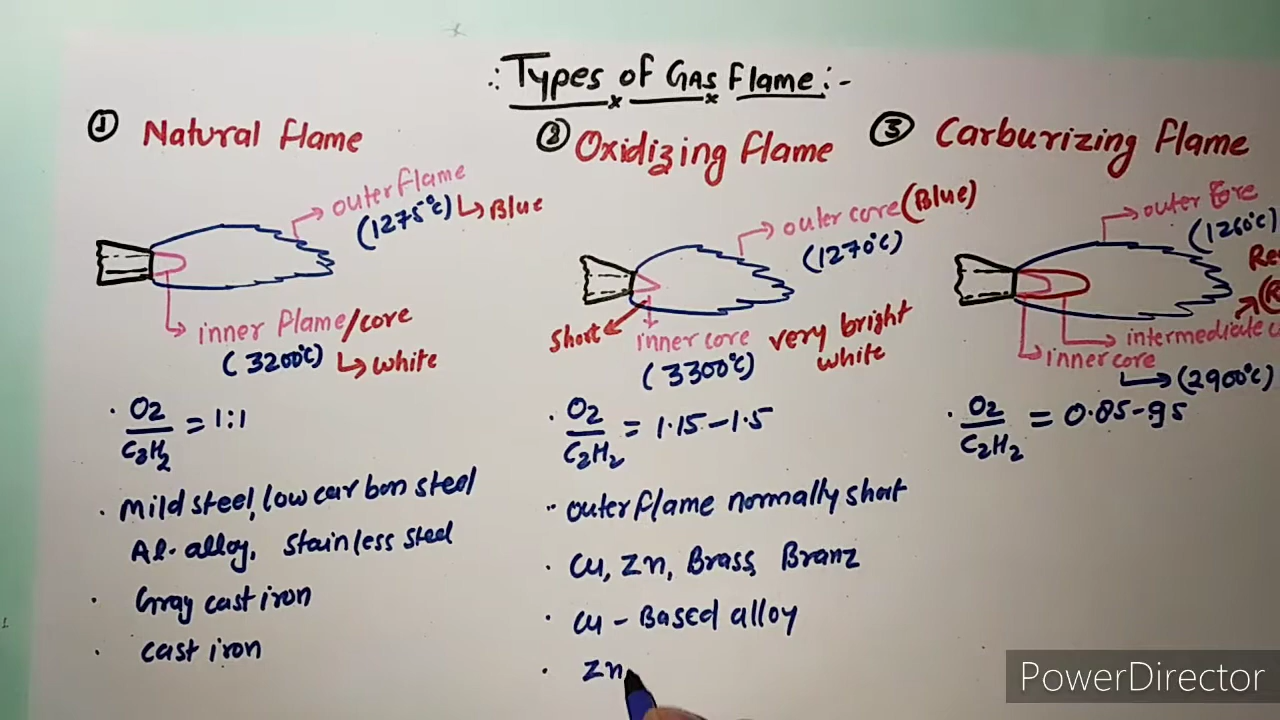 ∴ Types of Gas Flame:-
① Natural flame
outer flame
(1275°c) ↳ Blue
inner flame/core
(3200°c) ↳ white
· O2/C2H2 = 1:1
· Mild steel, low carbon steel
Al. alloy, stainless steel
· Gray cast iron
· cast iron
② Oxidizing flame
outer core (Blue)
(1270°c)
short
inner core
(3300°c)
very bright
white
· O2/C2H2 = 1.15-1.5
· outer flame normally short
· Cu, Zn, Brass, Branz
· Cu - Based alloy
· Zn
③ Carburizing flame
outer
(1260°c)
intermediate
inner core
(2900°c)
· O2/C2H2 = 0.85-.95
PowerDirector